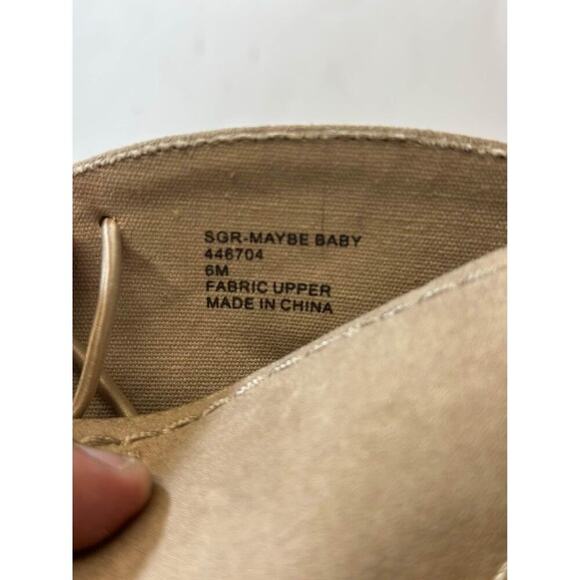 SGR-MAYBE BABY
446704
6M
FABRIC UPPER
MADE IN CHINA